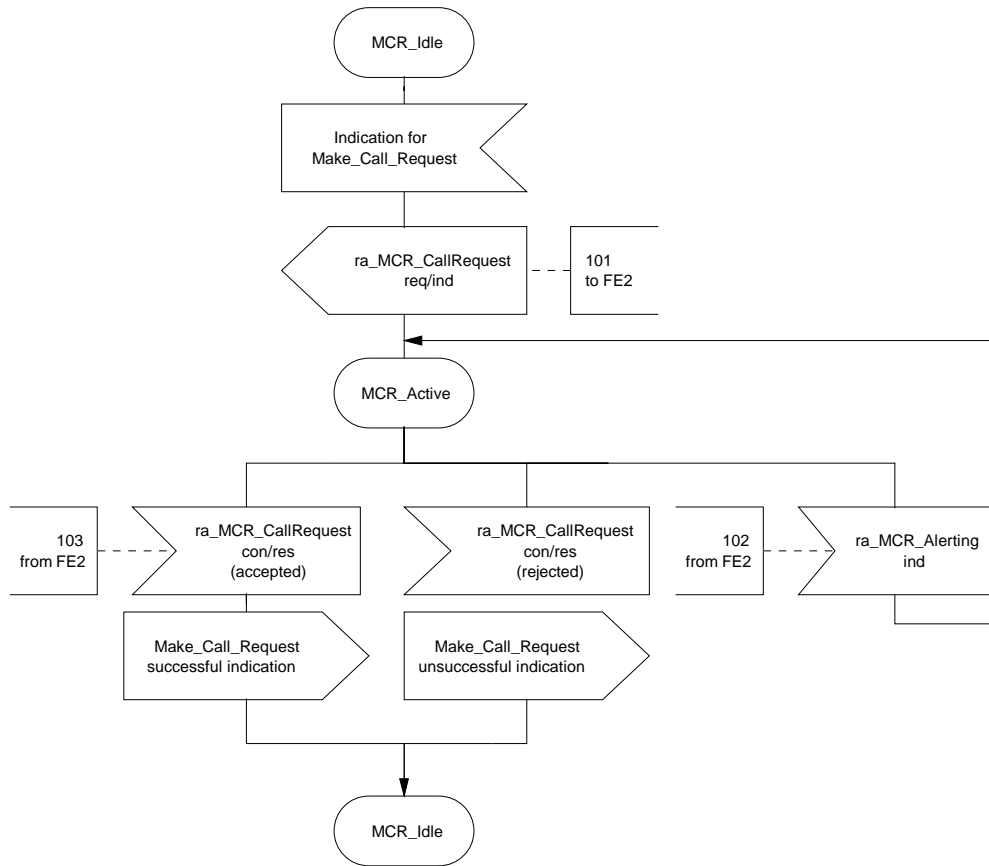 MCR_Idle
Indication for
Make_Call_Request
ra_MCR_CallRequest
req/ind
101
to FE2
MCR_Active
103
from FE2
ra_MCR_CallRequest
con/res
(accepted)
ra_MCR_CallRequest
con/res
(rejected)
102
from FE2
ra_MCR_Alerting
ind
Make_Call_Request
successful indication
Make_Call_Request
unsuccessful indication
MCR_Idle